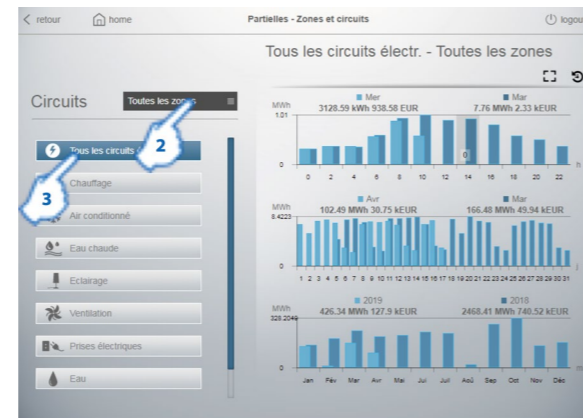 retour
home
Partielles - Zones et circuits
logou
Tous les circuits électr. - Toutes les zones
Circuits
Toutes les zones
2
Tous les circuits
3
Chauffage
Air conditionné
Eau chaude
Eclairage
Ventilation
Prises électriques
Eau
Mer
Mar
MWh
3128.59 kWh 938.58 EUR
7.76 MWh 2.33 kEUR
1.01
0
0
0 2 4 6 8 10 12 14 16 18 20 22
h
Avr
Mar
MWh
102.49 MWh 30.75 kEUR
166.48 MWh 49.94 kEUR
8.4223
0
1 2 3 4 5 6 7 8 9 10 11 12 13 14 15 16 17 18 19 20 21 22 23 24 25 26 27 28 29 30 31
j
2019
2018
MWh
426.34 MWh 127.9 kEUR
2468.41 MWh 740.52 kEUR
328.2049
0
Jan Fév Mar Avr Mai Jui Juil Aoû Sep Oct Nov Déc
m